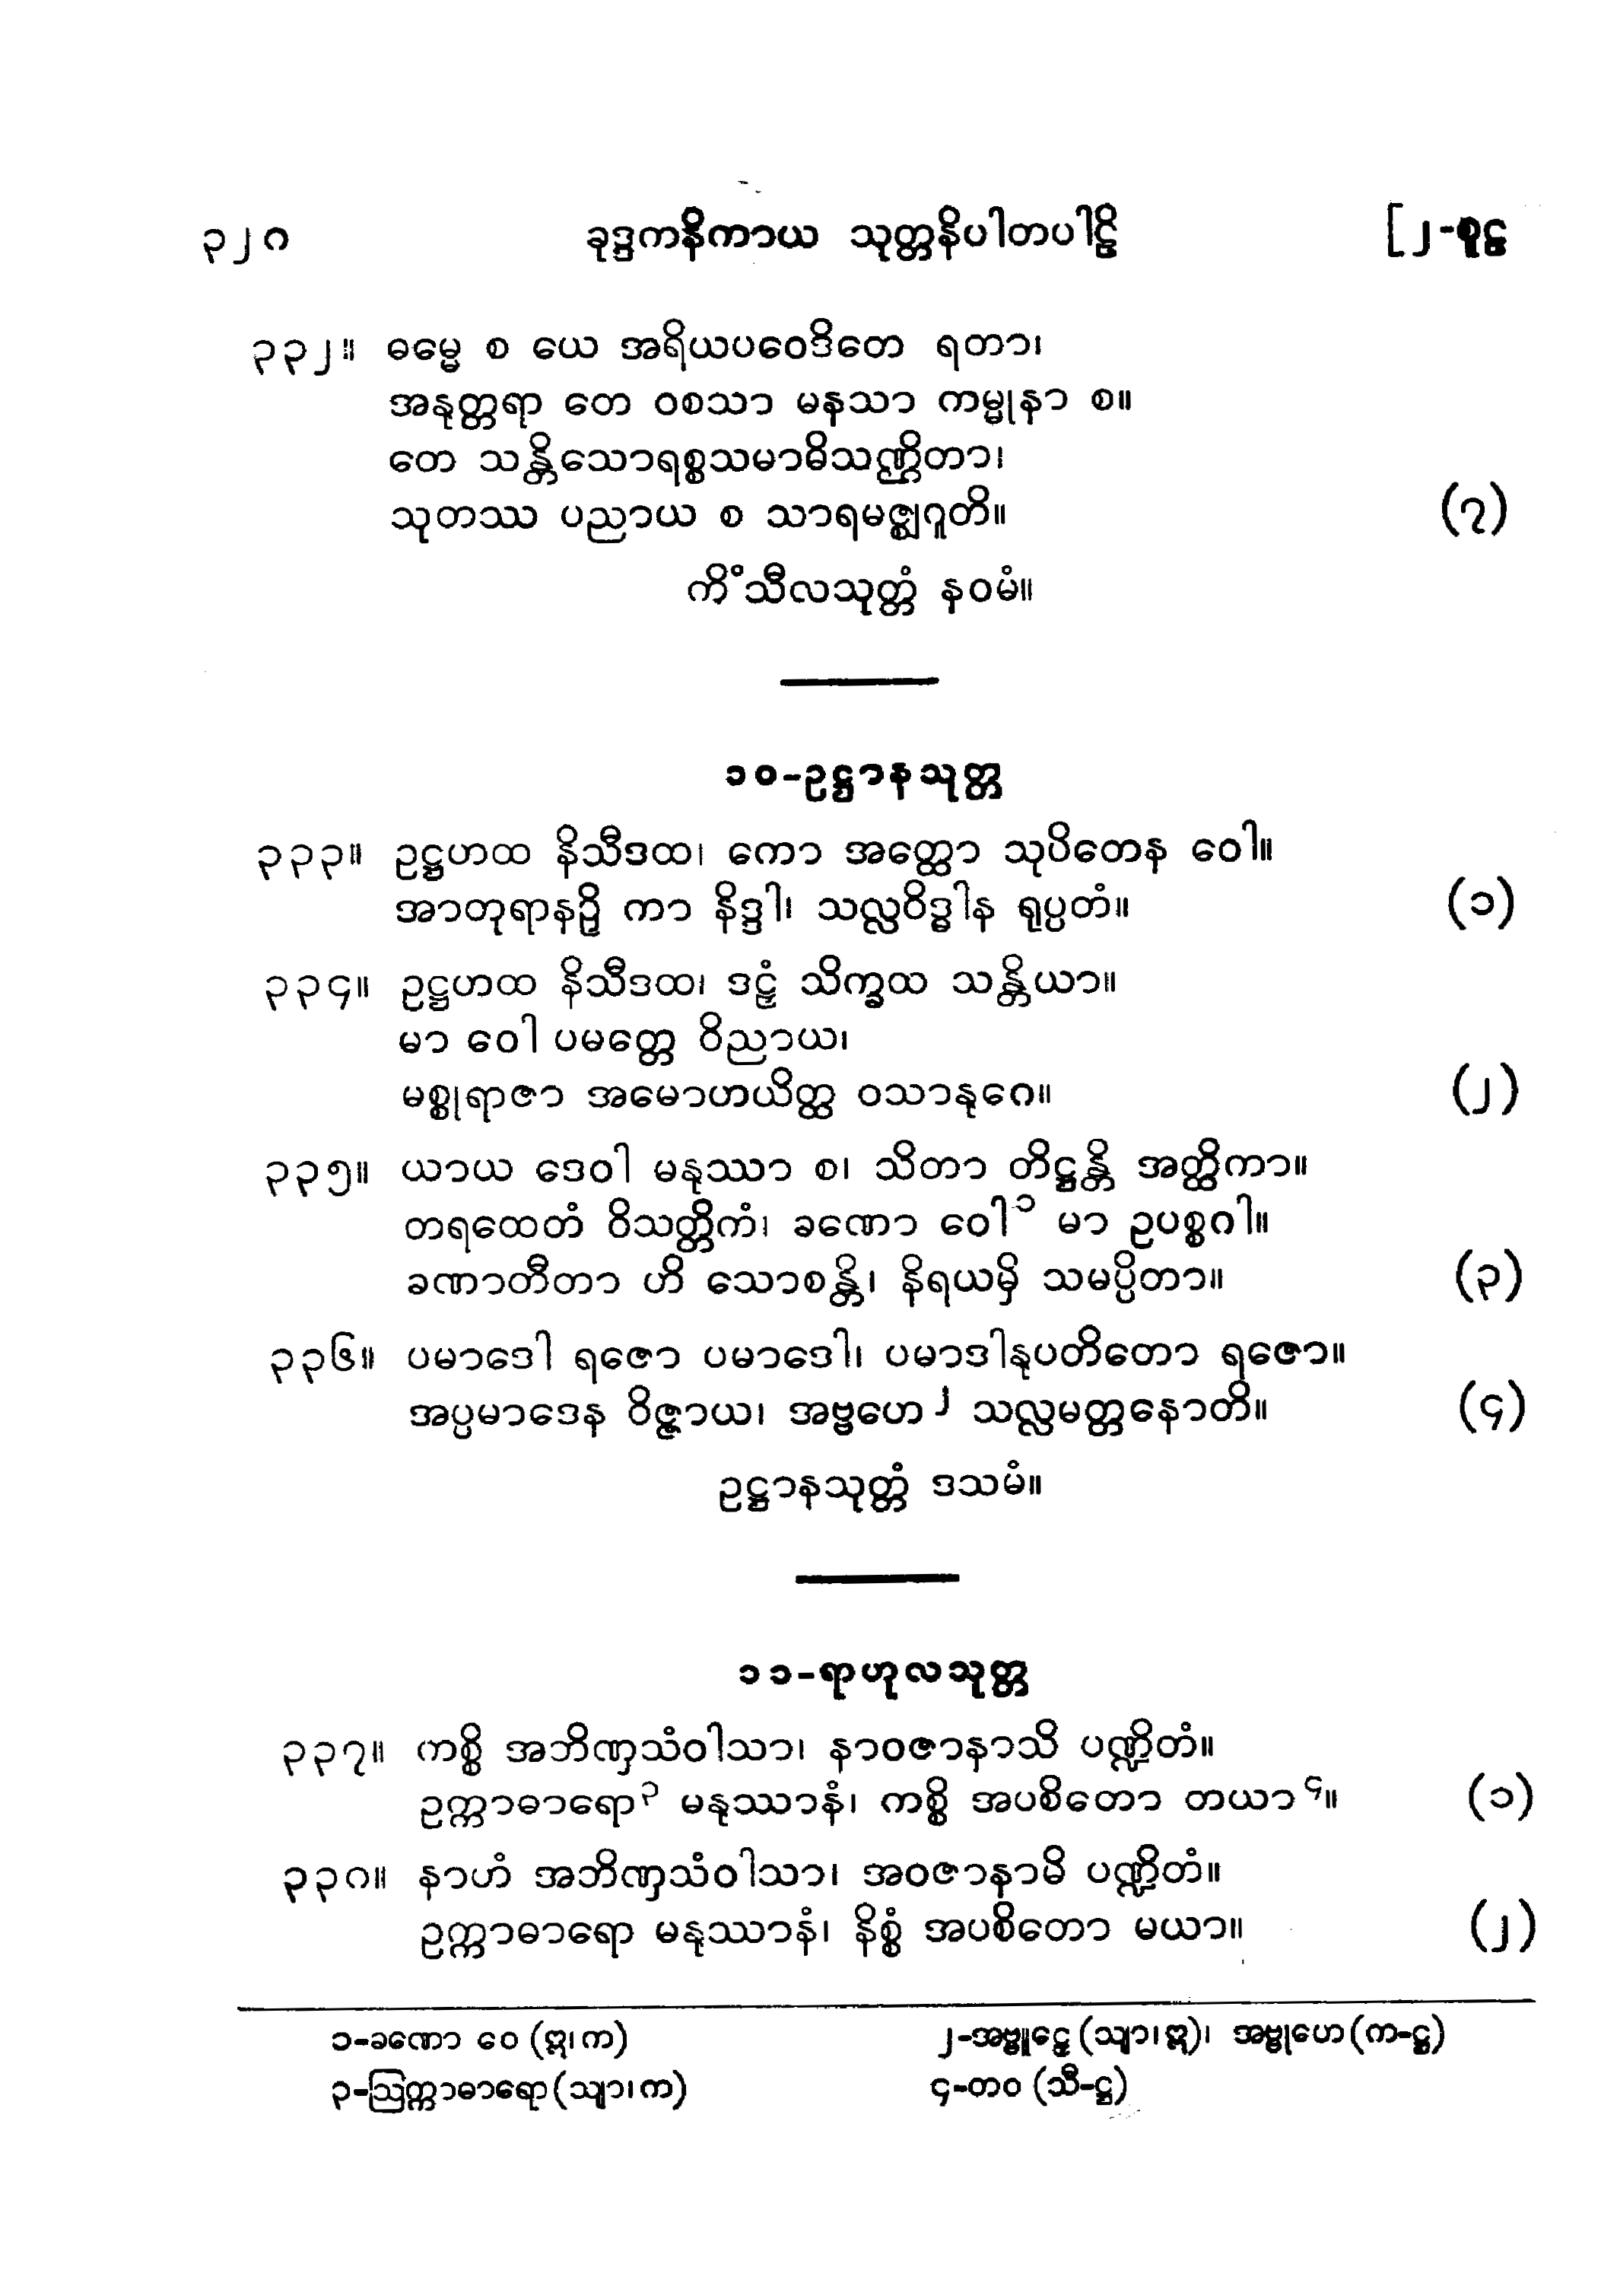 ၃၂၈ ခုဒ္ဒကနိကာယ သုတ္တနိပါတပါဠိ [၂-စူဠ
၃၃၂။ ဓမ္မေ စ ယေ အရိယပဝေဒိတေ ရတာ၊
အနုတ္တရာ တေ ဝစသာ မနသာ ကမ္မုနာ စ။
တေ သန္တိသောရစ္စသမာဓိသဏ္ဌိတာ၊
သုတဿ ပညာယ စ သာရမဇ္ဈဂူတိ။ (၇)
ကိံသီလသုတ္တံ နဝမံ။
၁၀-ဥဋ္ဌာနသုတ္တ
၃၃၃။ ဥဋ္ဌဟထ နိသီဒထ၊ ကော အတ္ထော သုပိတေန ဝေါ။
အာတုရာနဉှိ ကာ နိဒ္ဒါ၊ သလ္လဝိဒ္ဓါန ရုပ္ပတံ။ (၁)
၃၃၄။ ဥဋ္ဌဟထ နိသီဒထ၊ ဒဠှံ သိက္ခထ သန္တိယာ။
မာ ဝေါ ပမတ္တေ ဝိညာယ၊
မစ္စုရာဇာ အမောဟယိတ္ထ ဝသာနုဂေ။ (၂)
၃၃၅။ ယာယ ဒေဝါ မနုဿာ စ၊ သိတာ တိဋ္ဌန္တိ အတ္ထိကာ။
တရထေတံ ဝိသတ္တိကံ၊ ခဏော ဝေါ၁ မာ ဥပစ္စဂါ။
ခဏာတီတာ ဟိ သောစန္တိ၊ နိရယမှိ သမပ္ပိတာ။ (၃)
၃၃၆။ ပမာဒေါ ရဇော ပမာဒေါ၊ ပမာဒါနုပတိတော ရဇော။
အပ္ပမာဒေန ဝိဇ္ဇာယ၊ အဗ္ဗဟေ၂ သလ္လမတ္တနောတိ။ (၄)
ဥဋ္ဌာနသုတ္တံ ဒသမံ။
၁၁-ရာဟုလသုတ္တ
၃၃၇။ ကစ္စိ အဘိဏှသံဝါသာ၊ နာဝဇာနာသိ ပဏ္ဍိတံ။
ဥက္ကာဓာရော၃ မနုဿာနံ၊ ကစ္စိ အပစိတော တယာ၄။ (၁)
၃၃၈။ နာဟံ အဘိဏှသံဝါသာ၊ အဝဇာနာမိ ပဏ္ဍိတံ။
ဥက္ကာဓာရော မနုဿာနံ၊ နိစ္စံ အပစိတော မယာ။ (၂)
၁-ခဏော ဝေ (ဣ၊ က) ၂-အဗ္ဗူဠှေ (သျာ၊ ဣ)၊ အဗ္ဗုဟေ (က-ဋ္ဌ)
၃-ဩက္ကာဓာရော (သျာ၊ က) ၄-တဝ (သီ-ဋ္ဌ)